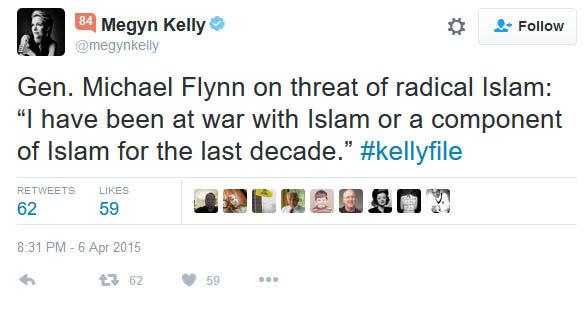 84 Megyn Kelly
@megynkelly
Follow
Gen. Michael Flynn on threat of radical Islam:
“I have been at war with Islam or a component
of Islam for the last decade.” #kellyfile
RETWEETS LIKES
62 59
8:31 PM - 6 Apr 2015
62 59